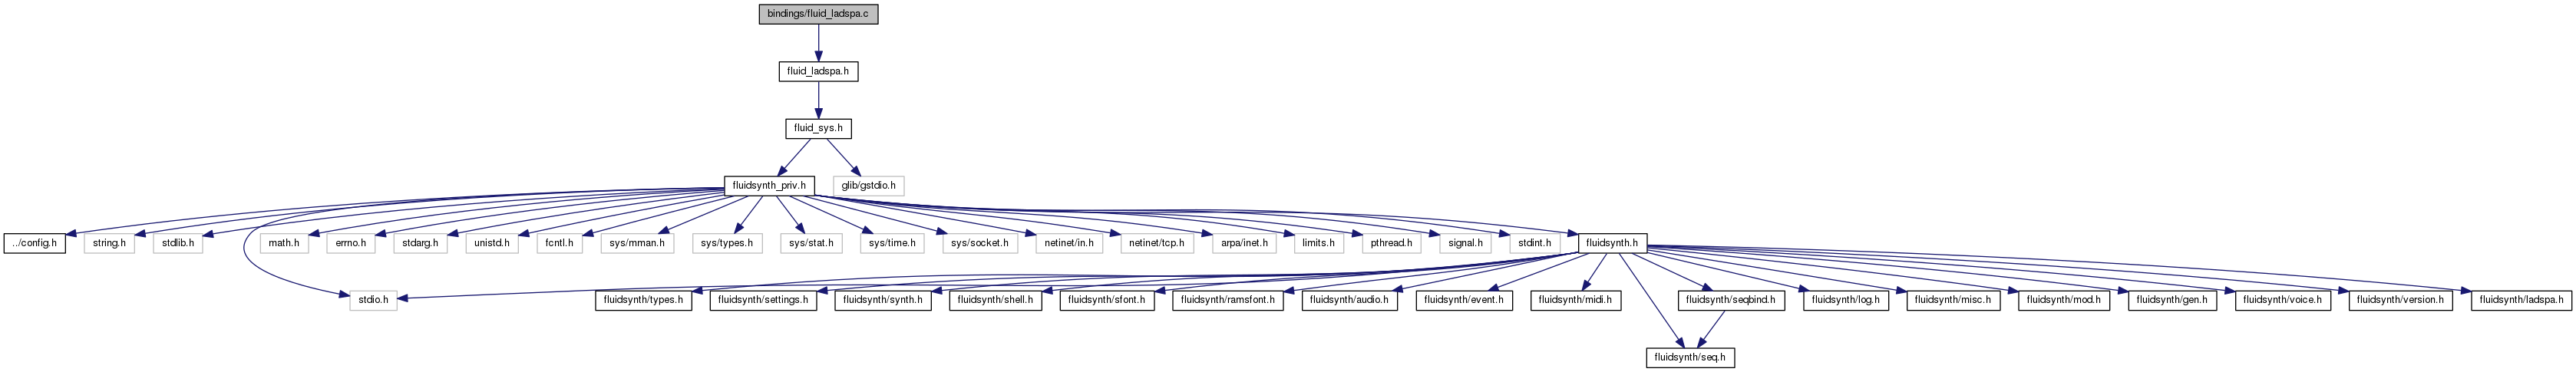 bindings/fluid_ladspa.c
fluid_ladspa.h
fluid_sys.h
fluidsynth_priv.h
glib/gstdio.h
../config.h
string.h
stdlib.h
math.h
errno.h
stdarg.h
unistd.h
fcntl.h
sys/mman.h
sys/types.h
sys/stat.h
sys/time.h
sys/socket.h
netinet/in.h
netinet/tcp.h
arpa/inet.h
limits.h
pthread.h
signal.h
stdint.h
fluidsynth.h
stdio.h
fluidsynth/types.h
fluidsynth/settings.h
fluidsynth/synth.h
fluidsynth/shell.h
fluidsynth/sfont.h
fluidsynth/ramsfont.h
fluidsynth/audio.h
fluidsynth/event.h
fluidsynth/midi.h
fluidsynth/seqbind.h
fluidsynth/log.h
fluidsynth/misc.h
fluidsynth/mod.h
fluidsynth/gen.h
fluidsynth/voice.h
fluidsynth/version.h
fluidsynth/ladspa.h
fluidsynth/seq.h